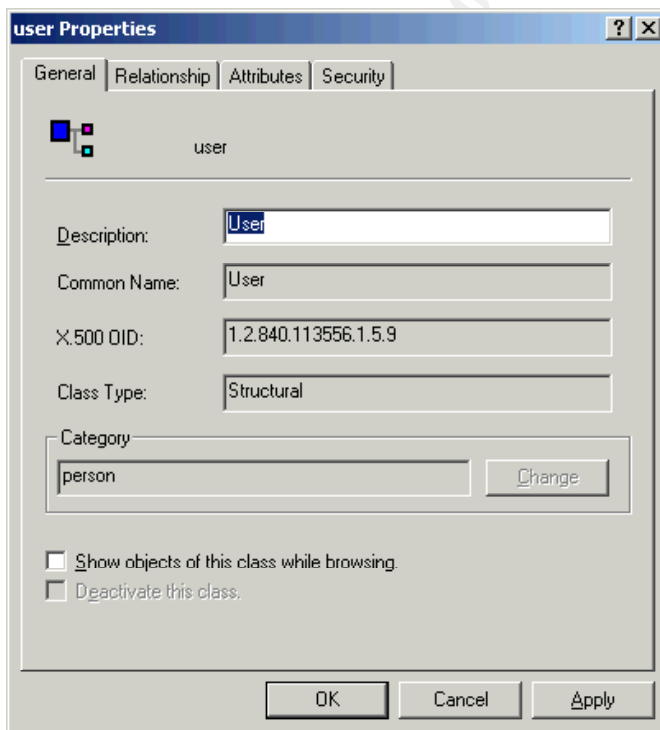 user Properties
General Relationship Attributes Security
user
Description: User
Common Name: User
X.500 OID: 1.2.840.113556.1.5.9
Class Type: Structural
Category
person Change
Show objects of this class while browsing.
Deactivate this class.
OK Cancel Apply